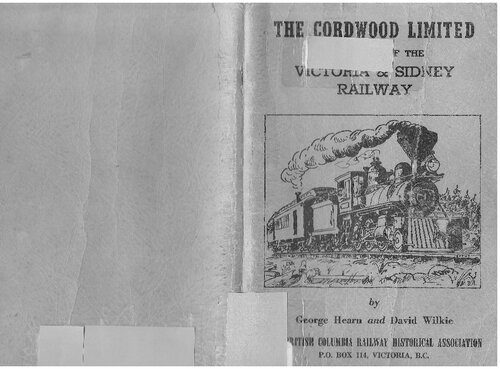 THE CORDWOOD LIMITED
F THE
VICTORIA & SIDNEY
RAILWAY
by
George Hearn and David Wilkie
BRITISH COLUMBIA RAILWAY HISTORICAL ASSOCIATION
P.O. BOX 114, VICTORIA, B.C.